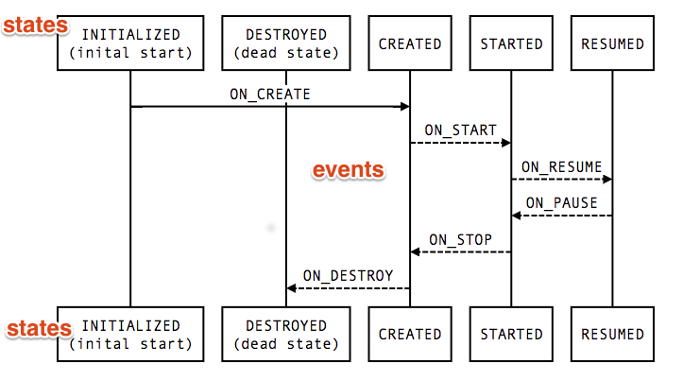 states
INITIALIZED
(inital start)
DESTROYED
(dead state)
CREATED
STARTED
RESUMED
ON_CREATE
ON_START
events
ON_RESUME
ON_PAUSE
ON_STOP
ON_DESTROY
states
INITIALIZED
(inital start)
DESTROYED
(dead state)
CREATED
STARTED
RESUMED